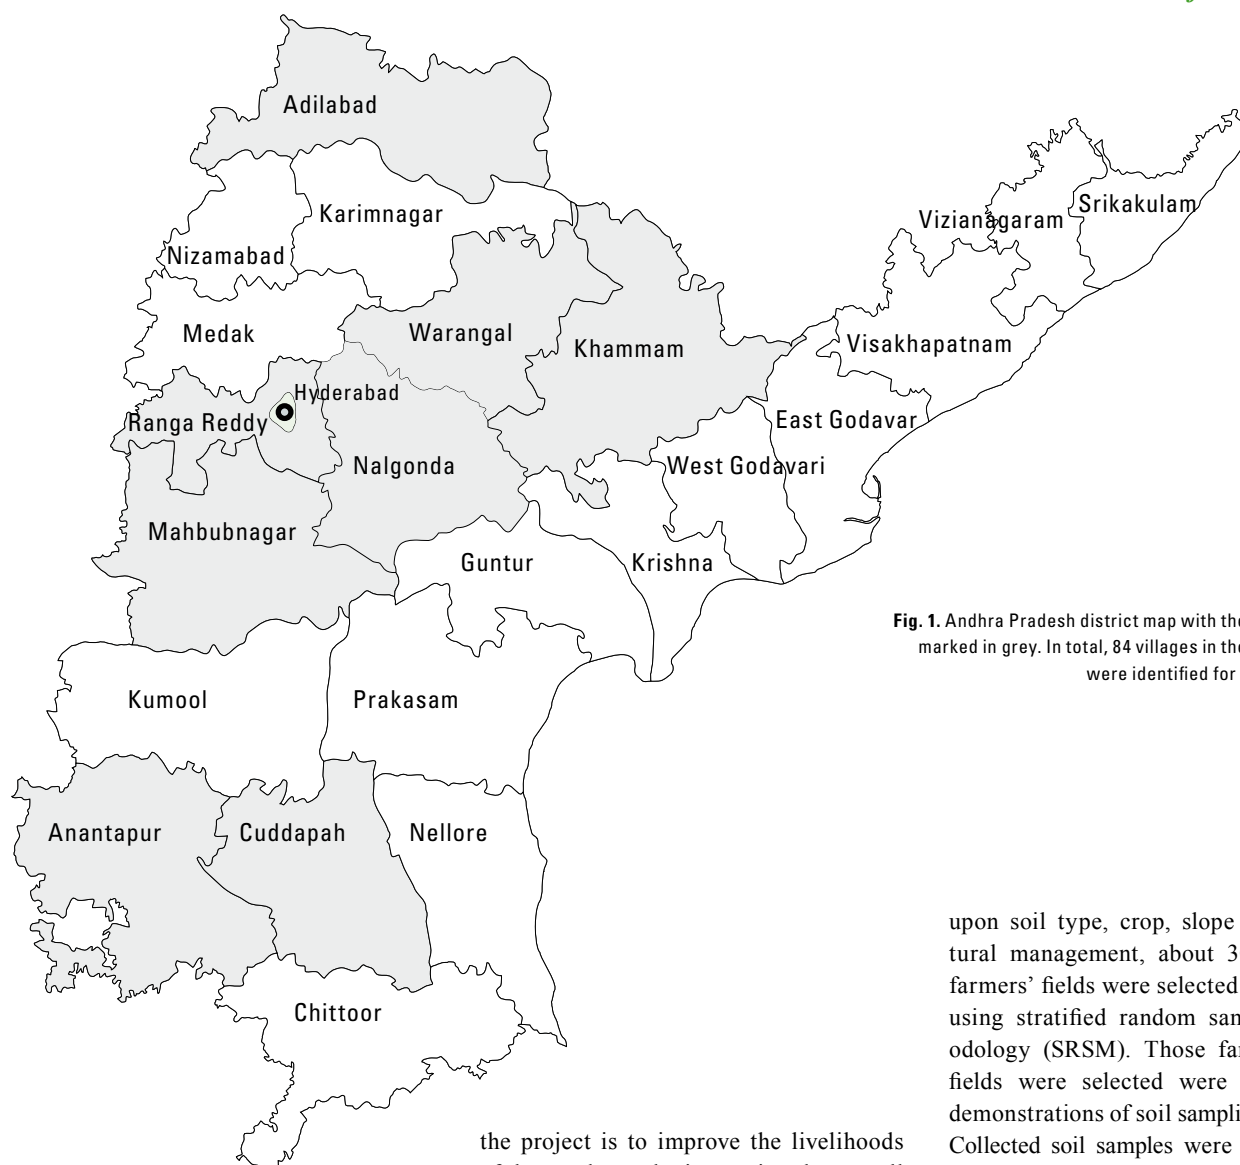 Adilabad
Karimnagar
Nizamabad
Srikakulam
Vizianagaram
Medak
Warangal
Khammam
Visakhapatnam
Hyderabad
Ranga Reddy
East Godavar
Nalgonda
West Godavari
Mahbubnagar
Guntur
Krishna
Kumool
Prakasam
Anantapur
Cuddapah
Nellore
Chittoor
Fig. 1. Andhra Pradesh district map with the
marked in grey. In total, 84 villages in the
were identified for
the project is to improve the livelihoods
upon soil type, crop, slope
tural management, about 3
farmers' fields were selected
using stratified random sam
odology (SRSM). Those far
fields were selected were
demonstrations of soil sampli
Collected soil samples were